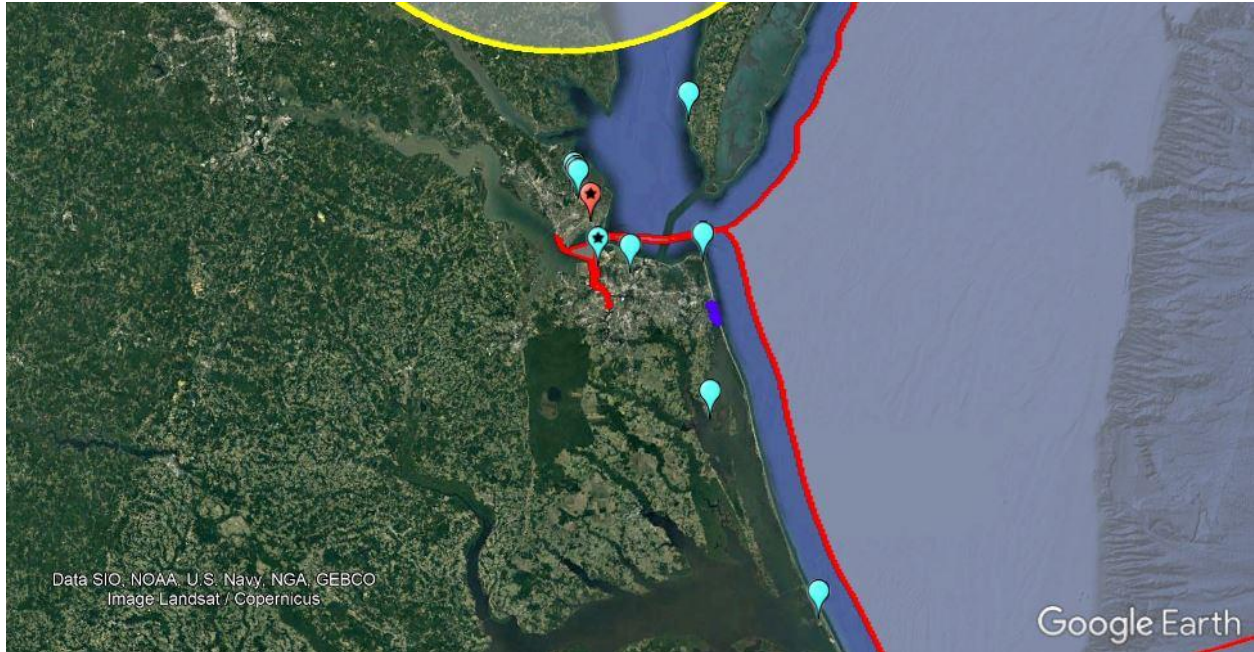 Data SIO, NOAA, U.S. Navy, NGA, GEBCO
Image Landsat / Copernicus
Google Earth